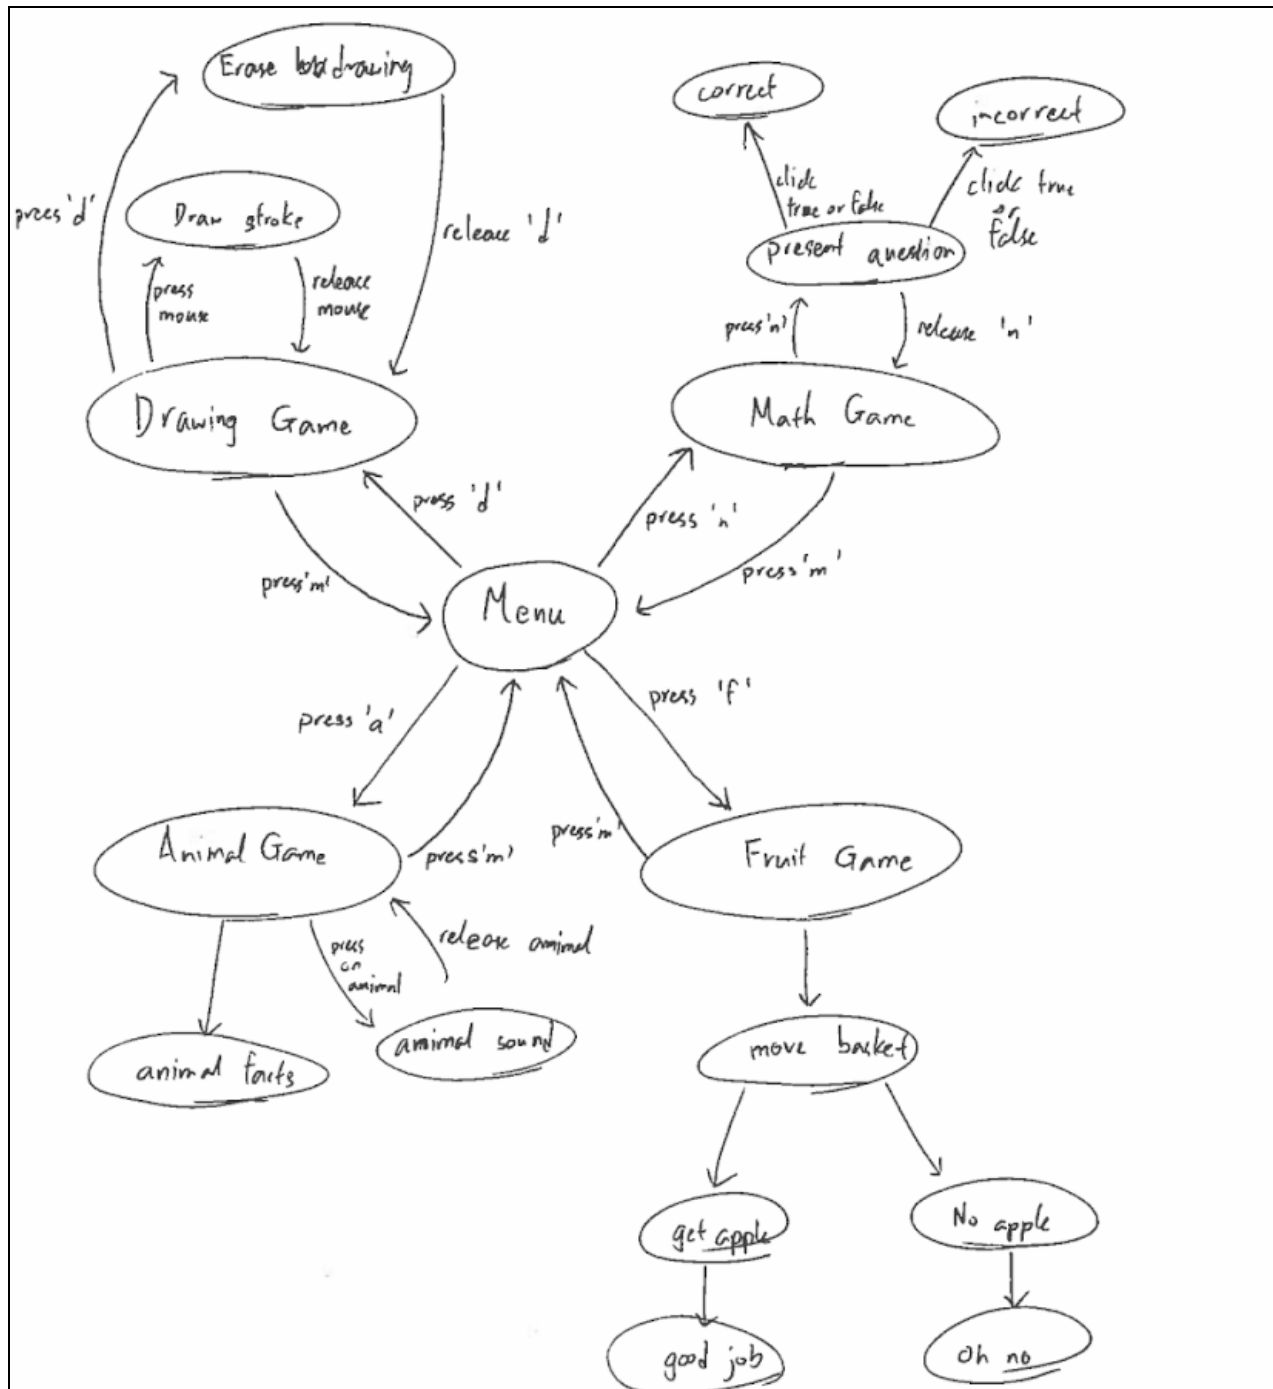 Erase drawing
correct
incorrect
press 'd'
Draw stroke
release 'd'
click
true or false
click true
or
false
present question
press
mouse
release
mouse
press 'n'
release 'n'
Drawing Game
Math Game
press 'd'
press 'n'
press 'm'
press 'm'
Menu
press 'a'
press 'f'
Animal Game
press 'm'
press 'm'
Fruit Game
press
on
animal
release animal
animal facts
animal sound
move basket
get apple
No apple
good job
Oh no